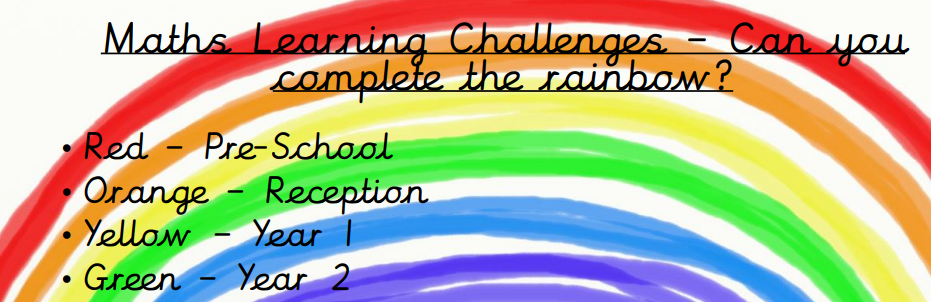 Maths Learning Challenges – Can you
complete the rainbow?
• Red – Pre-School
• Orange – Reception
• Yellow – Year 1
• Green – Year 2